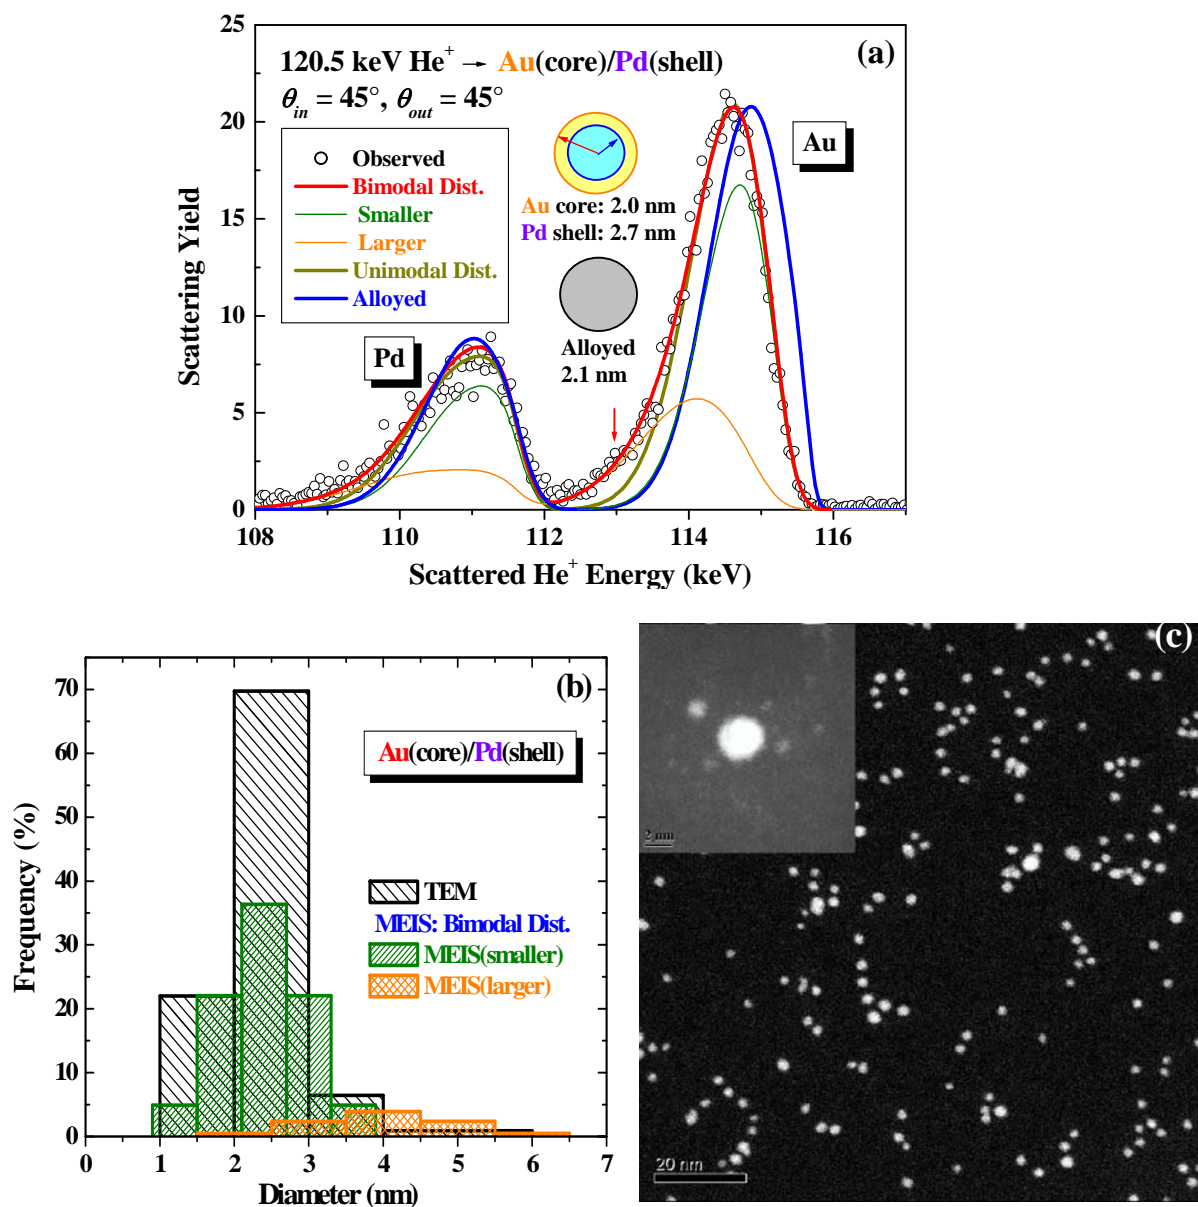 (a)
120.5 keV He⁺ → Au(core)/Pd(shell)
θin = 45°, θout = 45°
Observed
Bimodal Dist.
Smaller
Larger
Unimodal Dist.
Alloyed
Au core: 2.0 nm
Pd shell: 2.7 nm
Alloyed
2.1 nm
Au
Pd
Scattering Yield
25
20
15
10
5
0
108 110 112 114 116
Scattered He⁺ Energy (keV)
(b)
Au(core)/Pd(shell)
TEM
MEIS: Bimodal Dist.
MEIS(smaller)
MEIS(larger)
Frequency (%)
70
60
50
40
30
20
10
0
0 1 2 3 4 5 6 7
Diameter (nm)
(c)
2 nm
20 nm